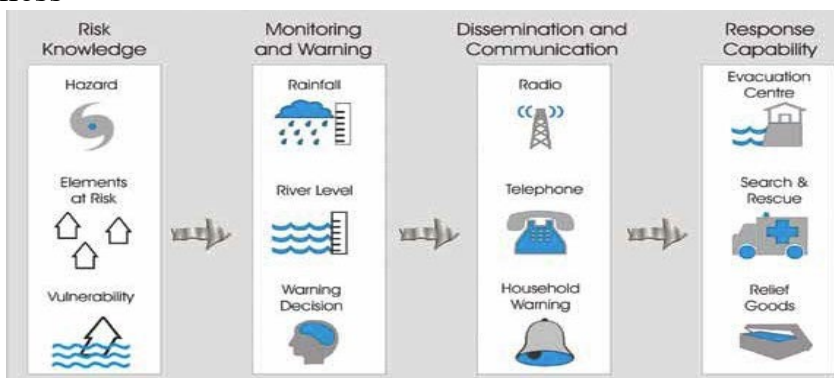 Risk
Knowledge
Hazard
Elements
at Risk
Vulnerability
Monitoring
and Warning
Rainfall
River Level
Warning
Decision
Dissemination and
Communication
Radio
Telephone
Household
Warning
Response
Capability
Evacuation
Centre
Search &
Rescue
Relief
Goods